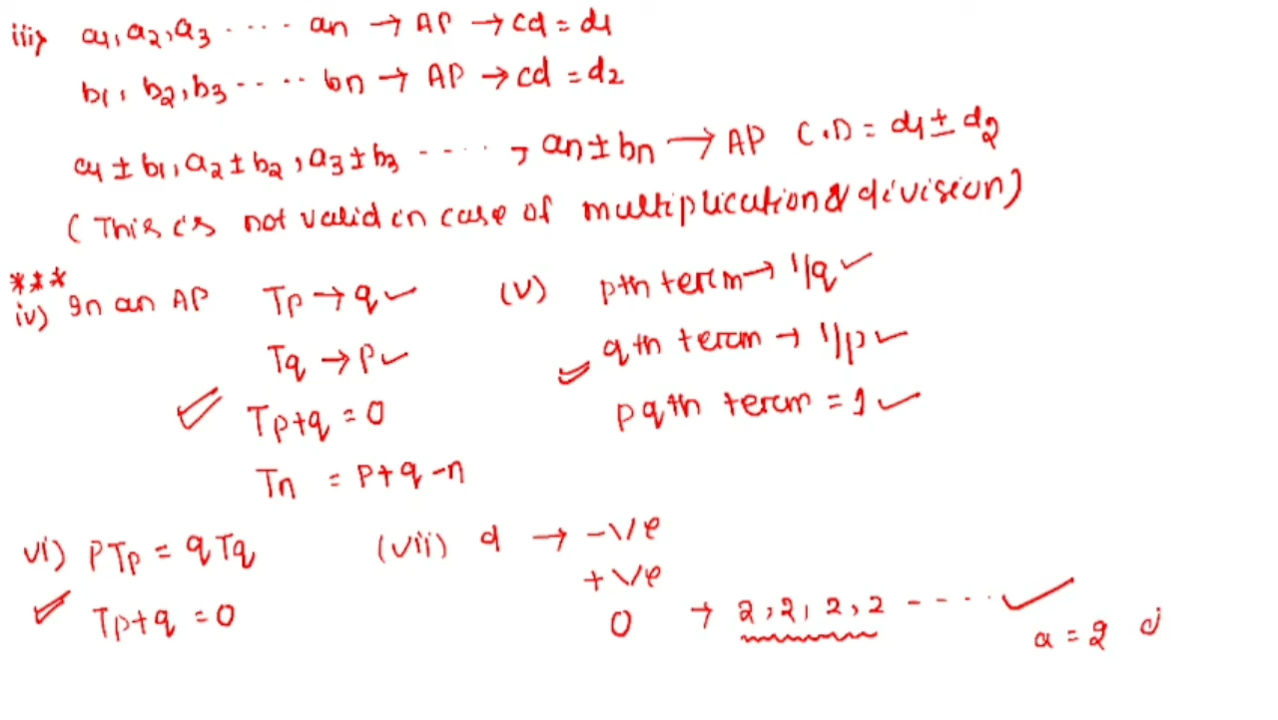 iii) a1, a2, a3 ..... an → AP → cd = d1
b1, b2, b3 ..... bn → AP → cd = d2
a1 ± b1, a2 ± b2, a3 ± b3 ....., an ± bn → AP C.D = d1 ± d2
(This is not valid in case of multiplication & division)
***
iv) In an AP Tp → q ✓
Tq → p ✓
Tp+q = 0
Tn = p+q-n
(v) pth term → 1/q ✓
qth term → 1/p ✓
pqth term = 1 ✓
vi) PTp = qTq
Tp+q = 0
(vii) d → -ve
+ve
0 → 2, 2, 2, 2 ----- ✓
a = 2 d